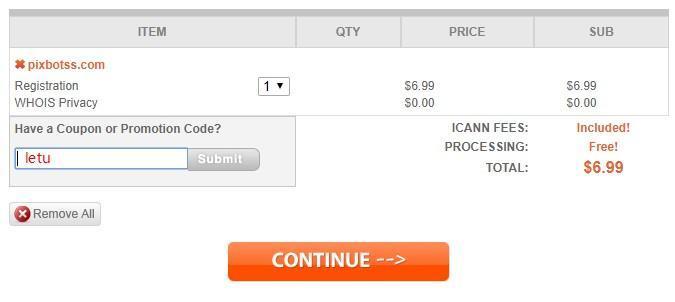 ITEM QTY PRICE SUB
pixbotss.com
Registration 1 $6.99 $6.99
WHOIS Privacy $0.00 $0.00
Have a Coupon or Promotion Code?
letu Submit
ICANN FEES: Included!
PROCESSING: Free!
TOTAL: $6.99
Remove All
CONTINUE -->